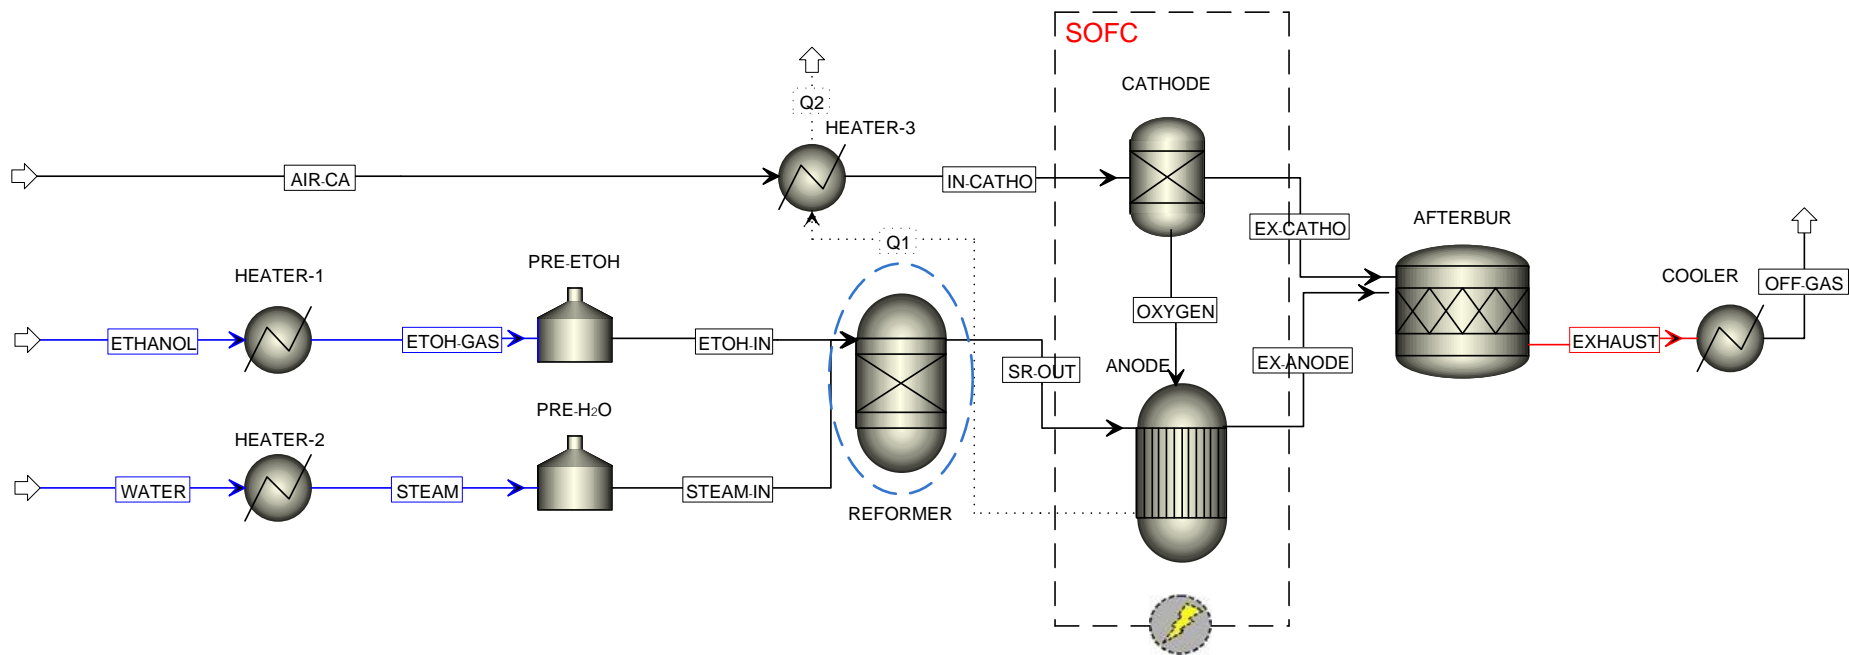 SOFC
CATHODE
Q2
HEATER-3
AIR-CA
IN-CATHO
AFTERBUR
EX-CATHO
Q1
PRE-ETOH
HEATER-1
COOLER
OFF-GAS
OXYGEN
ETHANOL
ETOH-GAS
ETOH-IN
EXHAUST
EX-ANODE
ANODE
SR-OUT
PRE-H₂O
HEATER-2
WATER
STEAM
STEAM-IN
REFORMER